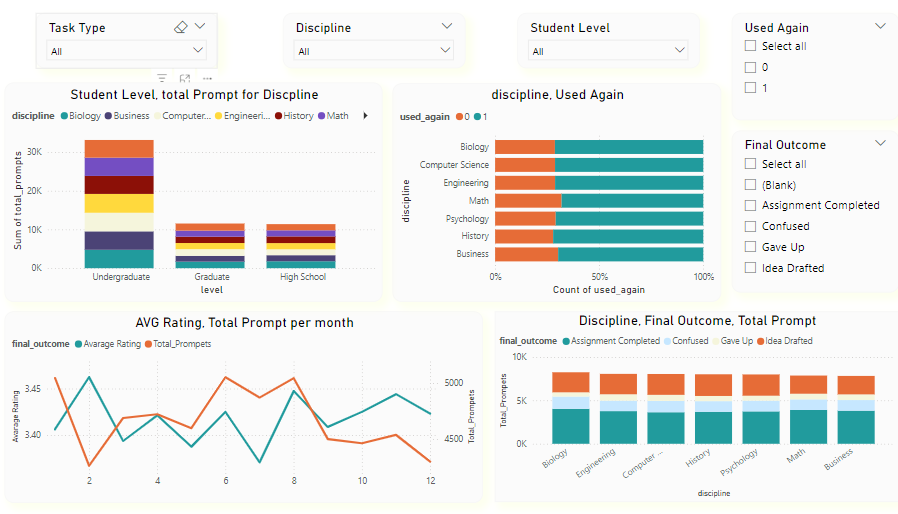 Task Type
All
Discipline
All
Student Level
All
Used Again
Select all
0
1
Final Outcome
Select all
(Blank)
Assignment Completed
Confused
Gave Up
Idea Drafted
Student Level, total Prompt for Discpline
discipline Biology Business Computer... Engineeri... History Math
Sum of total_prompts
30K
20K
10K
0K
Undergraduate Graduate High School
level
discipline, Used Again
used_again 0 1
discipline
Biology
Computer Science
Engineering
Math
Psychology
History
Business
0% 50% 100%
Count of used_again
AVG Rating, Total Prompt per month
final_outcome Avarage Rating Total_Prompets
Avarage Rating
3.45
3.40
5000
4500
Total_Prompets
2 4 6 8 10 12
Discipline, Final Outcome, Total Prompt
final_outcome Assignment Completed Confused Gave Up Idea Drafted
Total_Prompets
10K
5K
0K
Biology Engineering Computer ... History Psychology Math Business
discipline